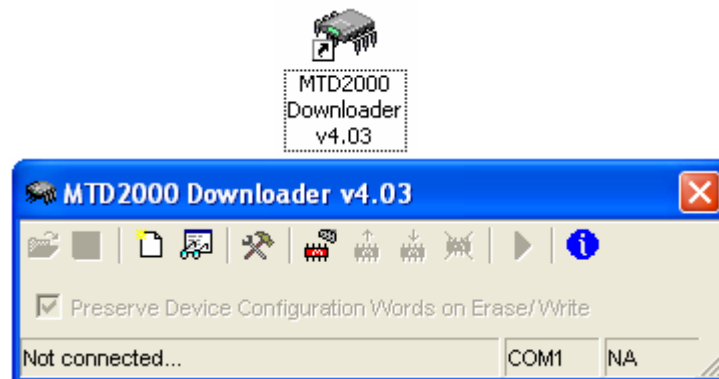 MTD2000
Downloader
v4.03
MTD2000 Downloader v4.03
Preserve Device Configuration Words on Erase/Write
Not connected... COM1 NA